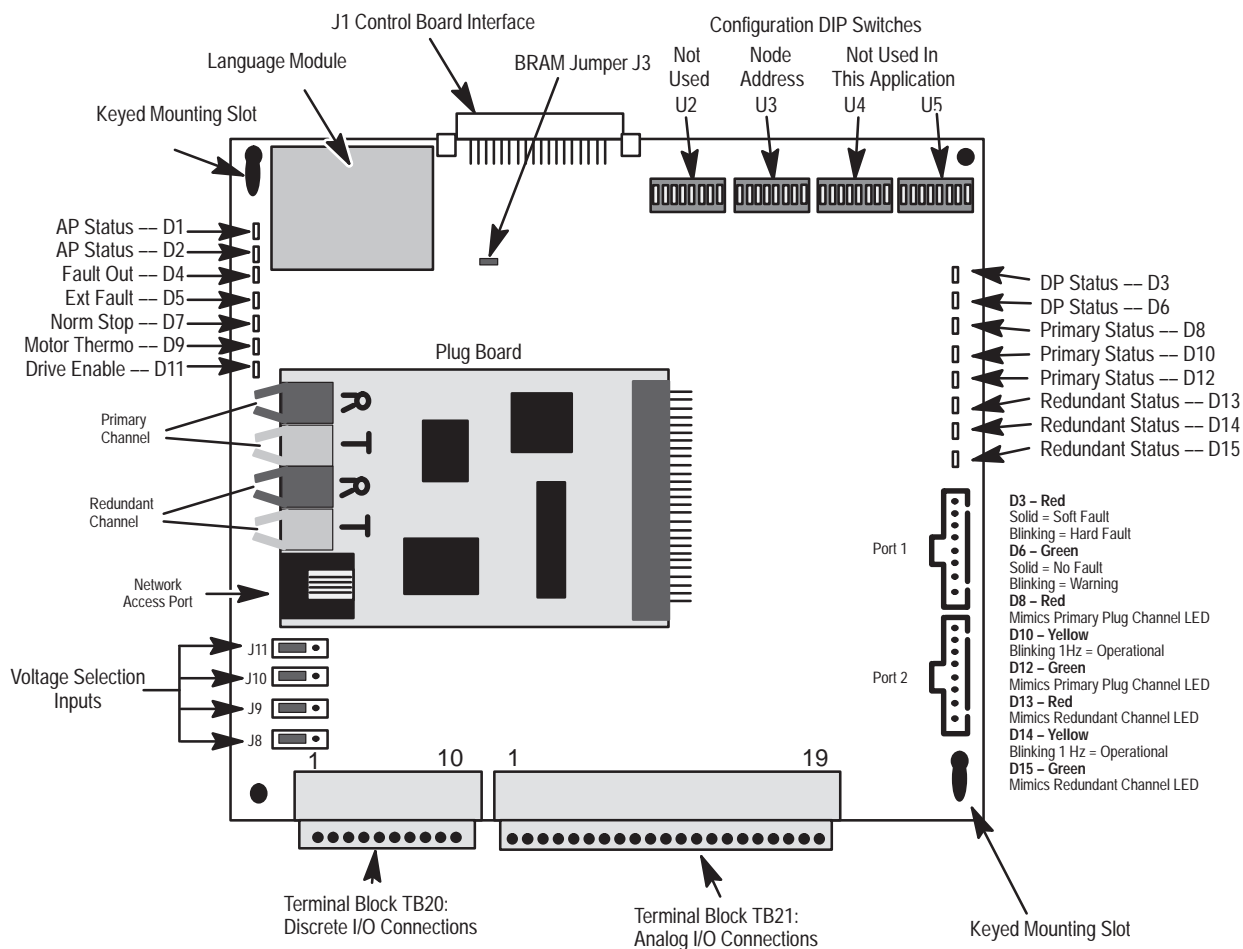 J1 Control Board Interface
Configuration DIP Switches
Language Module
BRAM Jumper J3
Not
Used
U2
Node
Address
U3
Not Used In
This Application
U4
U5
Keyed Mounting Slot
AP Status -- D1
AP Status -- D2
Fault Out -- D4
Ext Fault -- D5
Norm Stop -- D7
Motor Thermo -- D9
Drive Enable -- D11
DP Status -- D3
DP Status -- D6
Primary Status -- D8
Primary Status -- D10
Primary Status -- D12
Redundant Status -- D13
Redundant Status -- D14
Redundant Status -- D15
Plug Board
Primary
Channel
R
T
Redundant
Channel
R
T
Network
Access Port
Port 1
Port 2
D3 – Red
Solid = Soft Fault
Blinking = Hard Fault
D6 – Green
Solid = No Fault
Blinking = Warning
D8 – Red
Mimics Primary Plug Channel LED
D10 – Yellow
Blinking 1Hz = Operational
D12 – Green
Mimics Primary Plug Channel LED
D13 – Red
Mimics Redundant Channel LED
D14 – Yellow
Blinking 1 Hz = Operational
D15 – Green
Mimics Redundant Channel LED
Voltage Selection
Inputs
J11
J10
J9
J8
1
10
1
19
Terminal Block TB20:
Discrete I/O Connections
Terminal Block TB21:
Analog I/O Connections
Keyed Mounting Slot